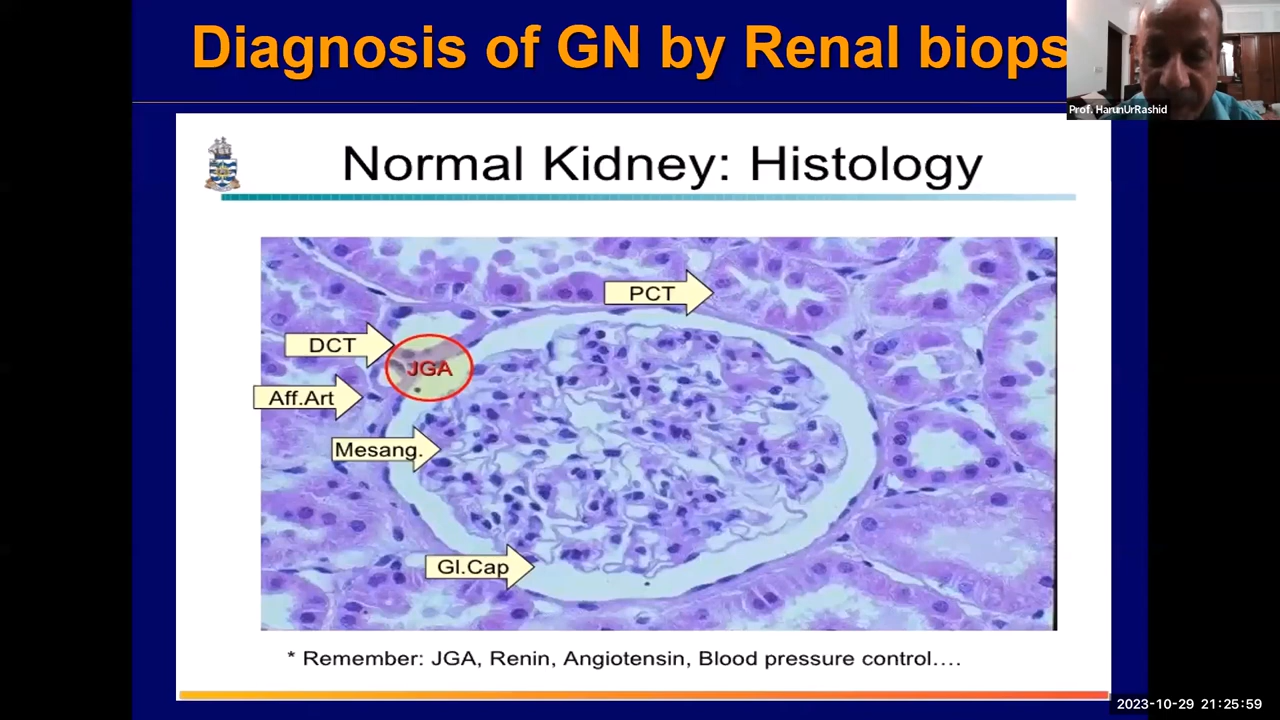 Diagnosis of GN by Renal biops
Prof. HarunUrRashid
Normal Kidney: Histology
PCT
DCT
JGA
Aff.Art
Mesang.
Gl.Cap
* Remember: JGA, Renin, Angiotensin, Blood pressure control....
2023-10-29 21:25:59